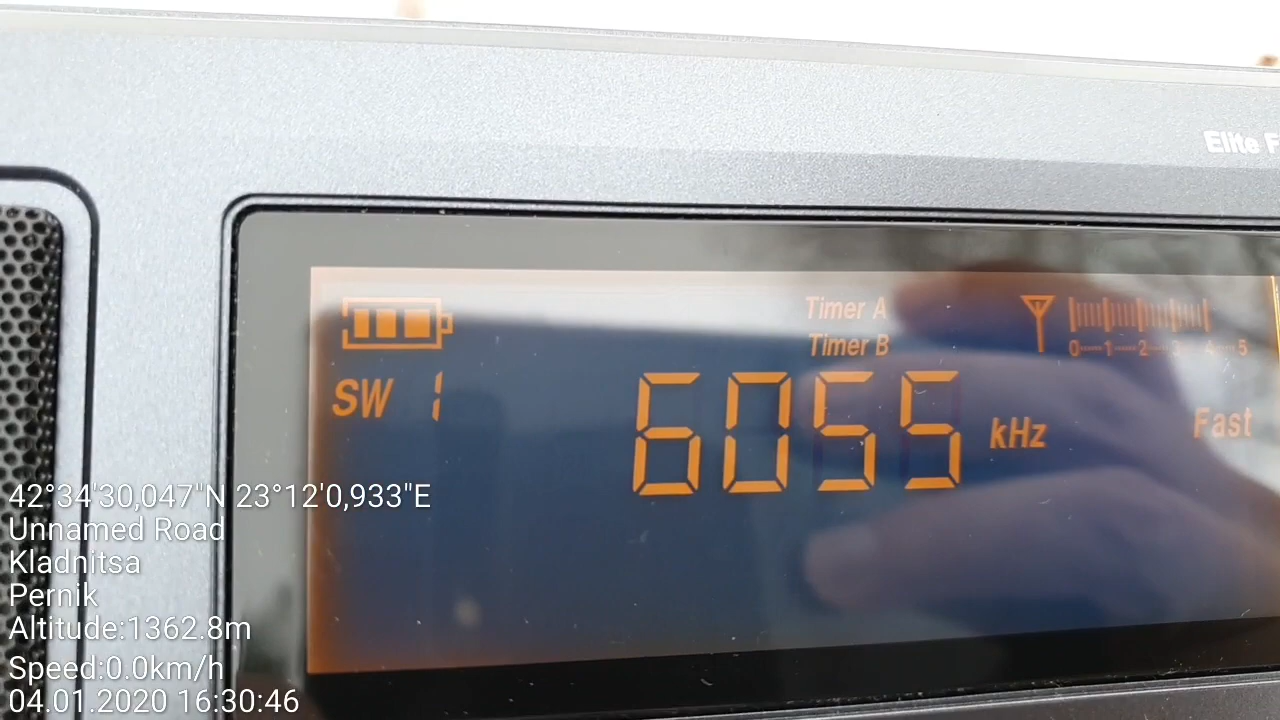 Elite F
Timer A
Timer B
0 1 2 3 4 5
SW 1
6055 kHz
Fast
42°34'30,047"N 23°12'0,933"E
Unnamed Road
Kladnitsa
Pernik
Altitude:1362.8m
Speed:0.0km/h
04.01.2020 16:30:46